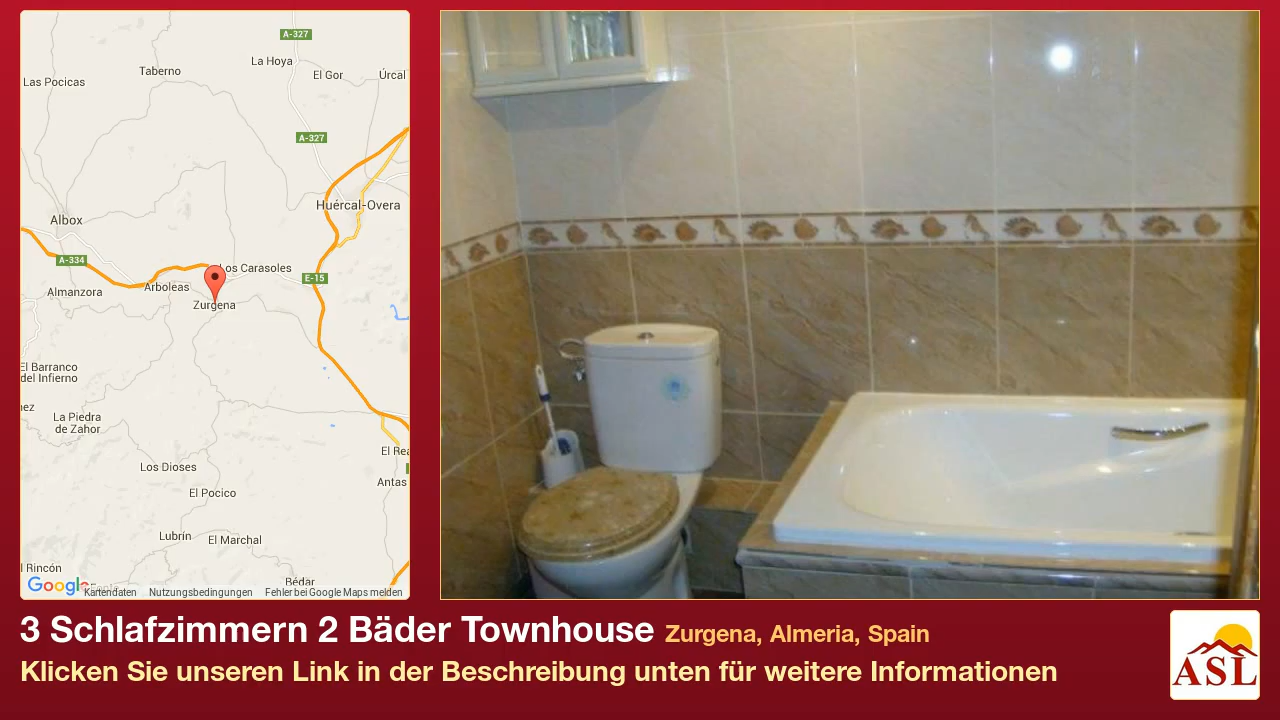 A-327
La Hoya
Taberno
El Gor
Úrcal
Las Pocicas
A-327
Huércal-Overa
Albox
A-334
Los Carasoles
E-15
Arboleas
Almanzora
Zurgena
El Barranco
del Infierno
La Piedra
de Zahor
El Rea
Los Dioses
Antas
El Pocico
Lubrín
El Marchal
l Rincón
Bédar
Google
Kartendaten Nutzungsbedingungen Fehler bei Google Maps melden
3 Schlafzimmern 2 Bäder Townhouse Zurgena, Almeria, Spain
Klicken Sie unseren Link in der Beschreibung unten für weitere Informationen
ASL